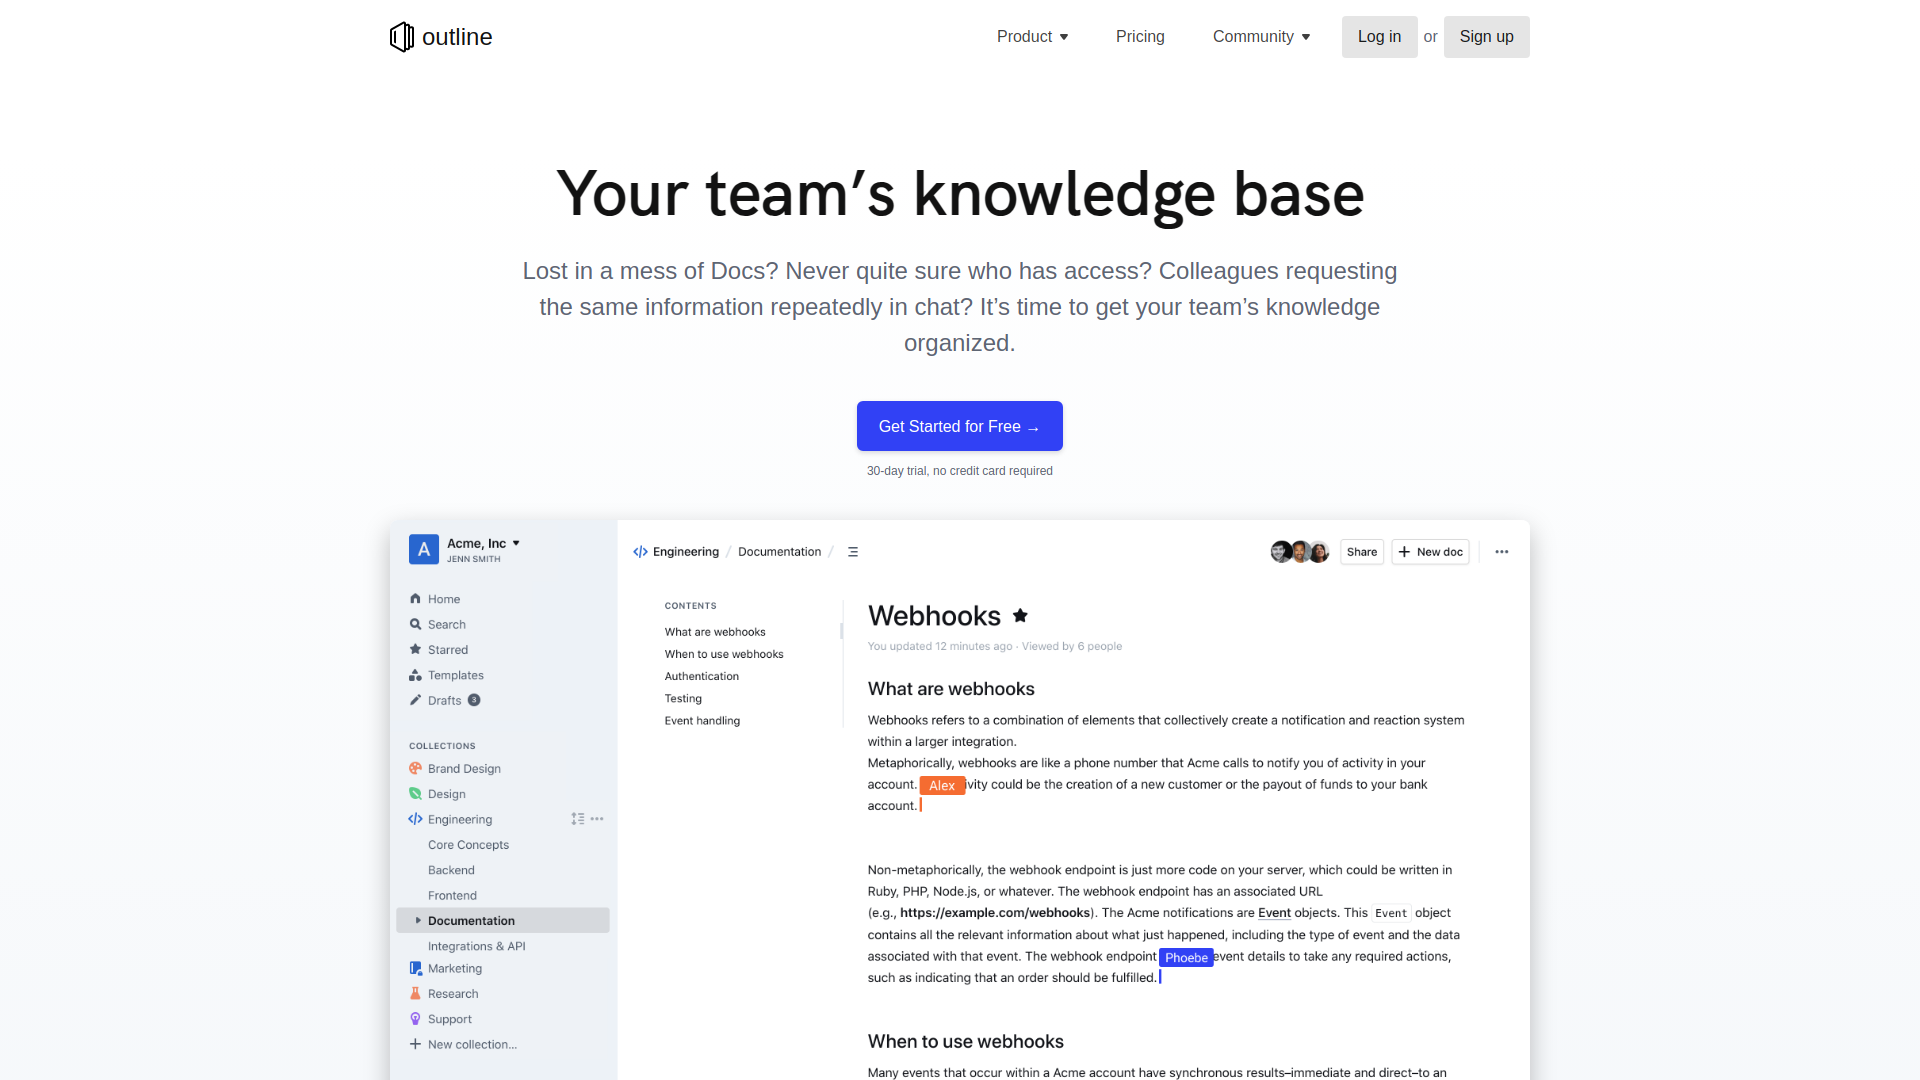 outline
Product
Pricing
Community
Log in or Sign up
Your team’s knowledge base
Lost in a mess of Docs? Never quite sure who has access? Colleagues requesting
the same information repeatedly in chat? It’s time to get your team’s knowledge
organized.
Get Started for Free →
30-day trial, no credit card required
A
Acme, Inc
JENN SMITH
Home
Search
Starred
Templates
Drafts 3
COLLECTIONS
Brand Design
Design
Engineering
Core Concepts
Backend
Frontend
Documentation
Integrations & API
Marketing
Research
Support
New collection...
Engineering / Documentation /
Share
New doc
CONTENTS
What are webhooks
When to use webhooks
Authentication
Testing
Event handling
Webhooks
You updated 12 minutes ago · Viewed by 6 people
What are webhooks
Webhooks refers to a combination of elements that collectively create a notification and reaction system
within a larger integration.
Metaphorically, webhooks are like a phone number that Acme calls to notify you of activity in your
account. Alex ivity could be the creation of a new customer or the payout of funds to your bank
account.
Non-metaphorically, the webhook endpoint is just more code on your server, which could be written in
Ruby, PHP, Node.js, or whatever. The webhook endpoint has an associated URL
(e.g., https://example.com/webhooks). The Acme notifications are Event objects. This Event object
contains all the relevant information about what just happened, including the type of event and the data
associated with that event. The webhook endpoint Phoebe event details to take any required actions,
such as indicating that an order should be fulfilled.
When to use webhooks
Many events that occur within a Acme account have synchronous results–immediate and direct–to an